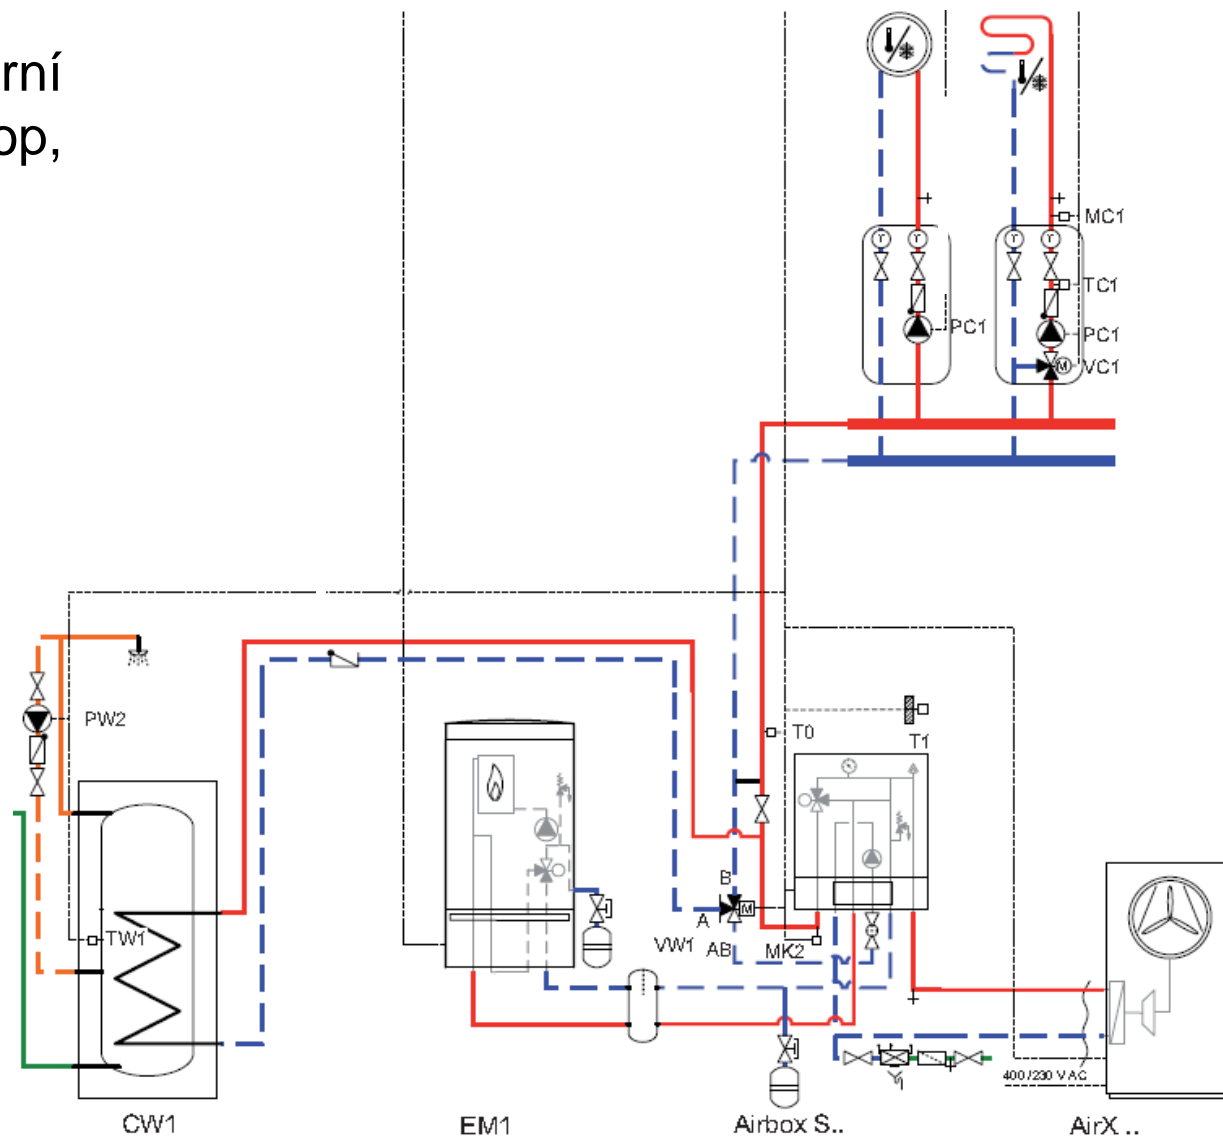 rní
op,
MC1
TC1
PC1
PC1
VC1
M
PW2
T0
T1
B
M
A
TW1
VW1
AB
MK2
400 / 230 V AC
CW1
EM1
Airbox S..
AirX ..